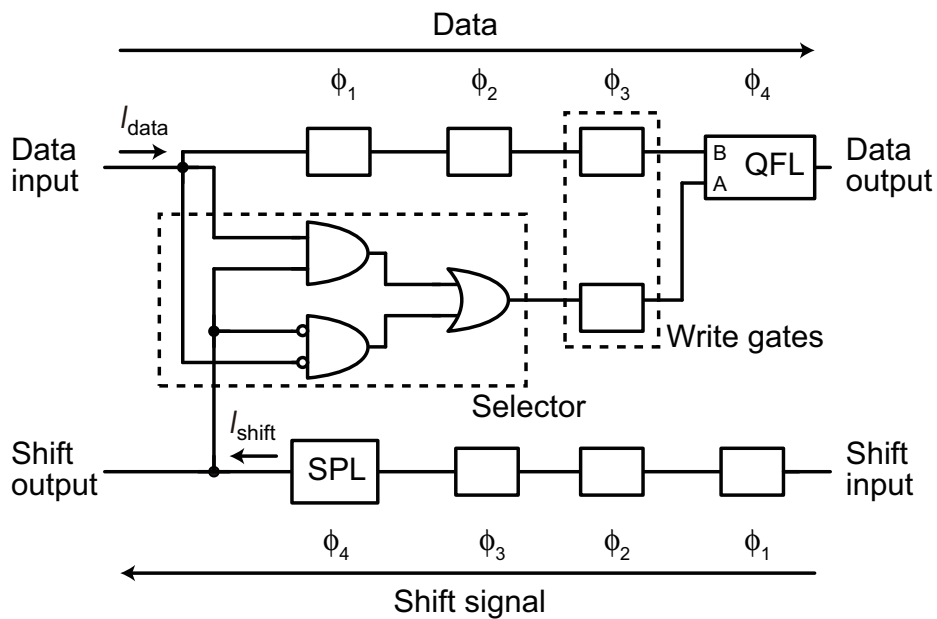 Data
ϕ1 ϕ2 ϕ3 ϕ4
Idata
Data
input
B
A
QFL
Data
output
Write gates
Selector
Ishift
Shift
output
SPL
Shift
input
ϕ4 ϕ3 ϕ2 ϕ1
Shift signal